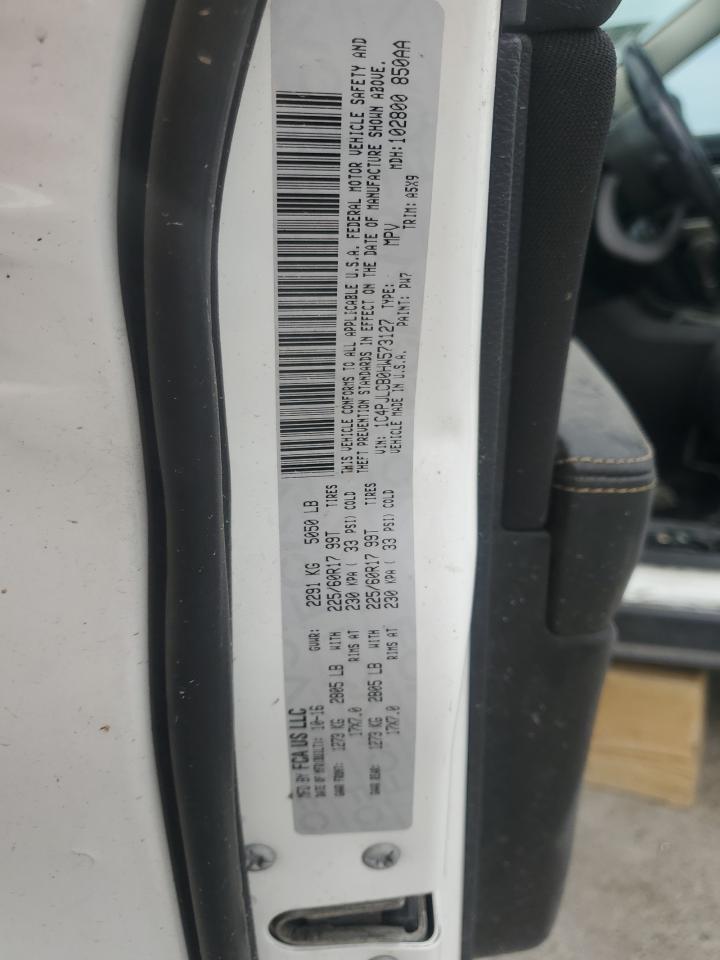 MFD BY FCA US LLC
DATE OF MFR(BUILT): 10-16 GVWR: 2291 KG 5050 LB
GAWR FRONT: 1273 KG 2805 LB WITH 225/60R17 99T TIRES
17X7.0 RIMS AT 230 KPA ( 33 PSI) COLD
GAWR REAR: 1273 KG 2805 LB WITH 225/60R17 99T TIRES
17X7.0 RIMS AT 230 KPA ( 33 PSI) COLD
THIS VEHICLE CONFORMS TO ALL APPLICABLE U.S.A. FEDERAL MOTOR VEHICLE SAFETY AND
THEFT PREVENTION STANDARDS IN EFFECT ON THE DATE OF MANUFACTURE SHOWN ABOVE.
VIN: 1C4PJLCB0HW573127 TYPE: MPV MDH: 102800 850AA
VEHICLE MADE IN U.S.A. PAINT: PW7 TRIM: A5X9